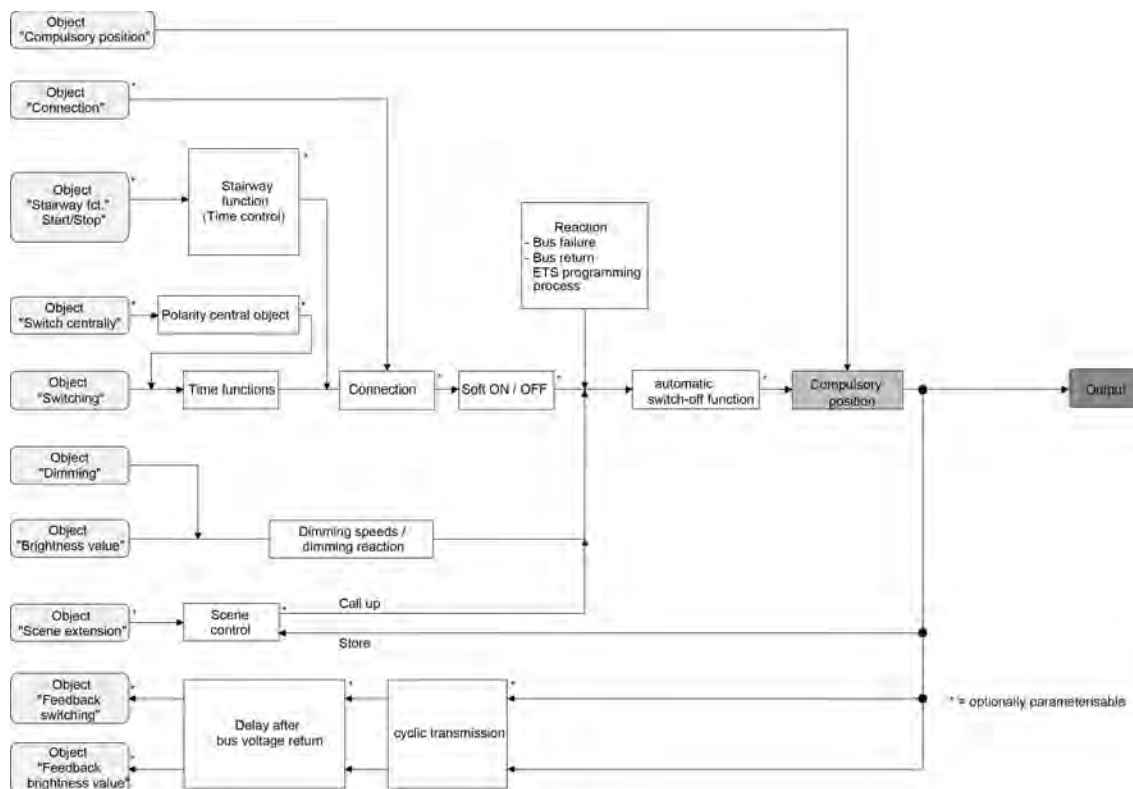 Object
"Compulsory position"
Object
"Connection"
*
Object
"Stairway fct."
Start/Stop"
*
Stairway
function
(Time control)
*
Reaction
- Bus failure
- Bus return
ETS programming
process
Object
"Switch centrally"
*
Polarity central object
*
Object
"Switching"
Time functions
Connection
*
Soft ON / OFF
*
automatic
switch-off function
*
Compulsory
position
Output
Object
"Dimming"
Object
"Brightness value"
Dimming speeds /
dimming reaction
Object
"Scene extension"
*
Scene
control
*
Call up
Store
Object
"Feedback
switching"
*
Delay after
bus voltage return
*
cyclic transmission
*
* = optionally parameterisable
Object
"Feedback
brightness value"
*